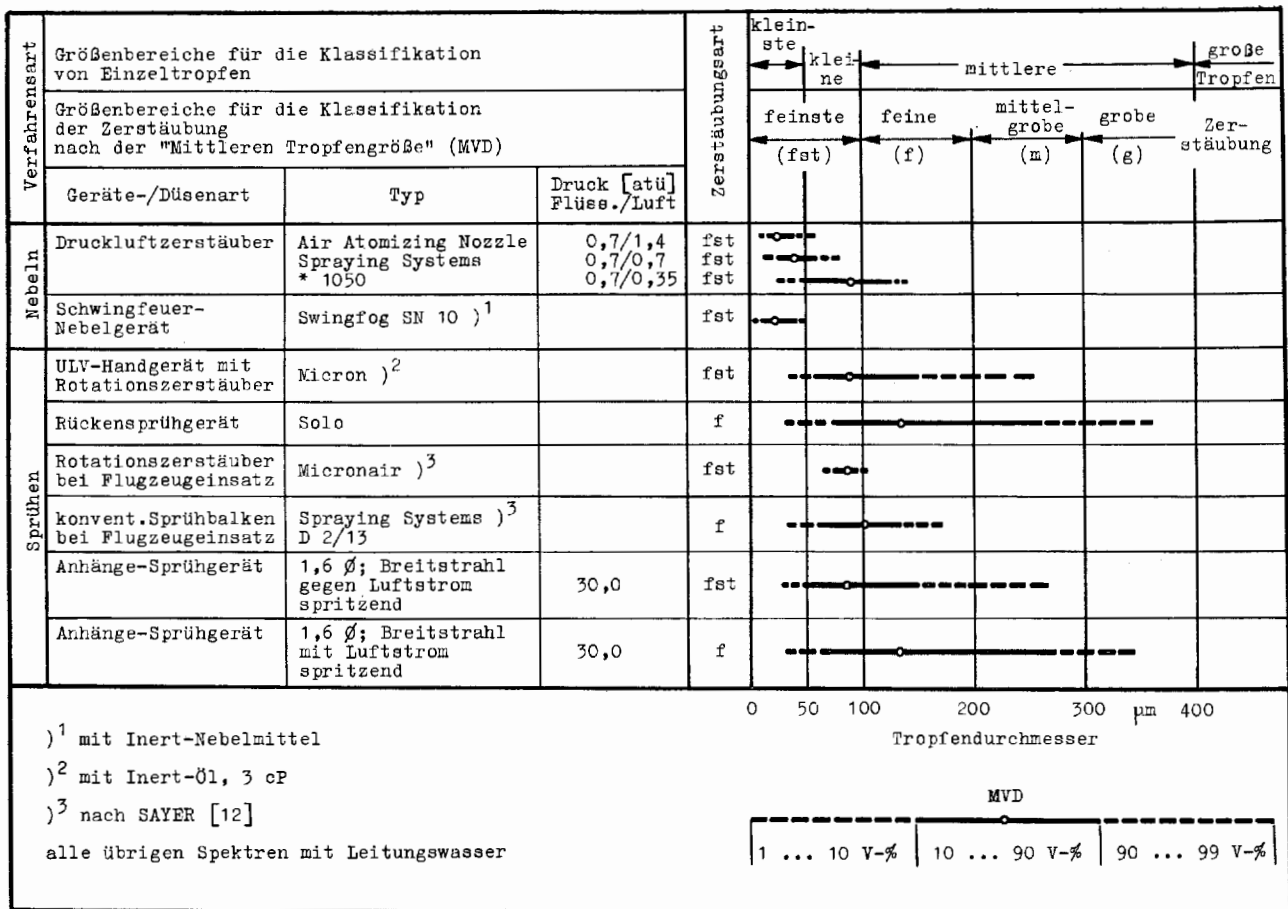 Verfahrensart
Größenbereiche für die Klassifikation
von Einzeltropfen
Größenbereiche für die Klassifikation
der Zerstäubung
nach der "Mittleren Tropfengröße" (MVD)
Geräte-/Düsenart
Typ
Druck [atü]
Flüss./Luft
Zerstäubungsart
klein-
ste
klei-
ne
mittlere
große
Tropfen
feinste
(fst)
feine
(f)
mittel-
grobe
(m)
grobe
(g)
Zer-
stäubung
Nebeln
Druckluftzerstäuber
Air Atomizing Nozzle
Spraying Systems
* 1050
0,7/1,4
0,7/0,7
0,7/0,35
fst
fst
fst
Schwingfeuer-
Nebelgerät
Swingfog SN 10 )1
fst
Sprühen
ULV-Handgerät mit
Rotationszerstäuber
Micron )2
fst
Rückensprühgerät
Solo
f
Rotationszerstäuber
bei Flugzeugeinsatz
Micronair )3
fst
konvent.Sprühbalken
bei Flugzeugeinsatz
Spraying Systems )3
D 2/13
f
Anhänge-Sprühgerät
1,6 Ø; Breitstrahl
gegen Luftstrom
spritzend
30,0
fst
Anhänge-Sprühgerät
1,6 Ø; Breitstrahl
mit Luftstrom
spritzend
30,0
f
0 50 100 200 300 µm 400
Tropfendurchmesser
)1 mit Inert-Nebelmittel
)2 mit Inert-Öl, 3 cP
)3 nach SAYER [12]
alle übrigen Spektren mit Leitungswasser
MVD
1 ... 10 V-% 10 ... 90 V-% 90 ... 99 V-%